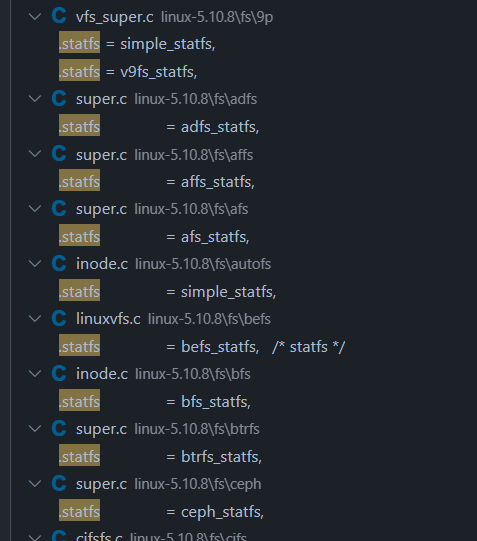 vfs_super.c linux-5.10.8\fs\9p
.statfs = simple_statfs,
.statfs = v9fs_statfs,
super.c linux-5.10.8\fs\adfs
.statfs = adfs_statfs,
super.c linux-5.10.8\fs\affs
.statfs = affs_statfs,
super.c linux-5.10.8\fs\afs
.statfs = afs_statfs,
inode.c linux-5.10.8\fs\autofs
.statfs = simple_statfs,
linuxvfs.c linux-5.10.8\fs\befs
.statfs = befs_statfs, /* statfs */
inode.c linux-5.10.8\fs\bfs
.statfs = bfs_statfs,
super.c linux-5.10.8\fs\btrfs
.statfs = btrfs_statfs,
super.c linux-5.10.8\fs\ceph
.statfs = ceph_statfs,
cifsfs.c linux-5.10.8\fs\cifs